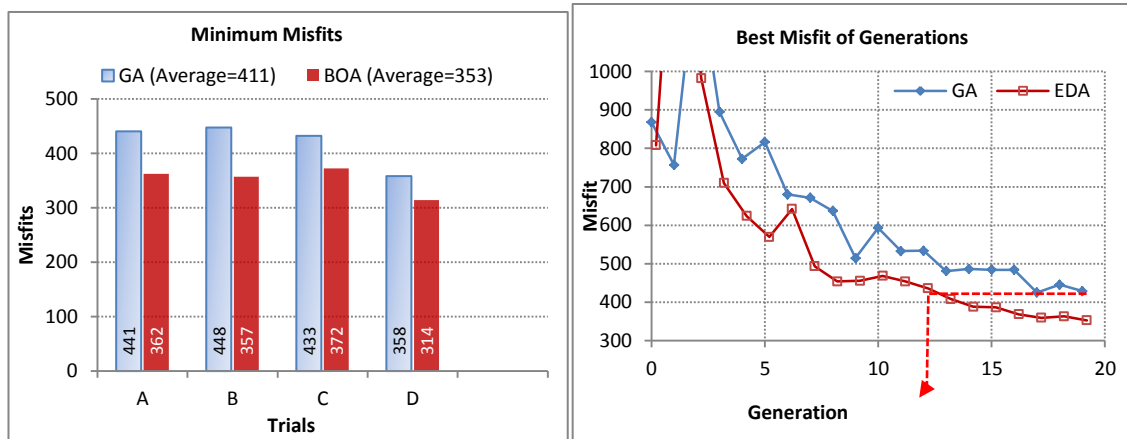 Minimum Misfits
GA (Average=411) BOA (Average=353)
500
400
300
200
100
0
Misfits
441 362 448 357 433 372 358 314
A B C D
Trials
Best Misfit of Generations
GA EDA
1000
900
800
700
600
500
400
300
Misfit
0 5 10 15 20
Generation